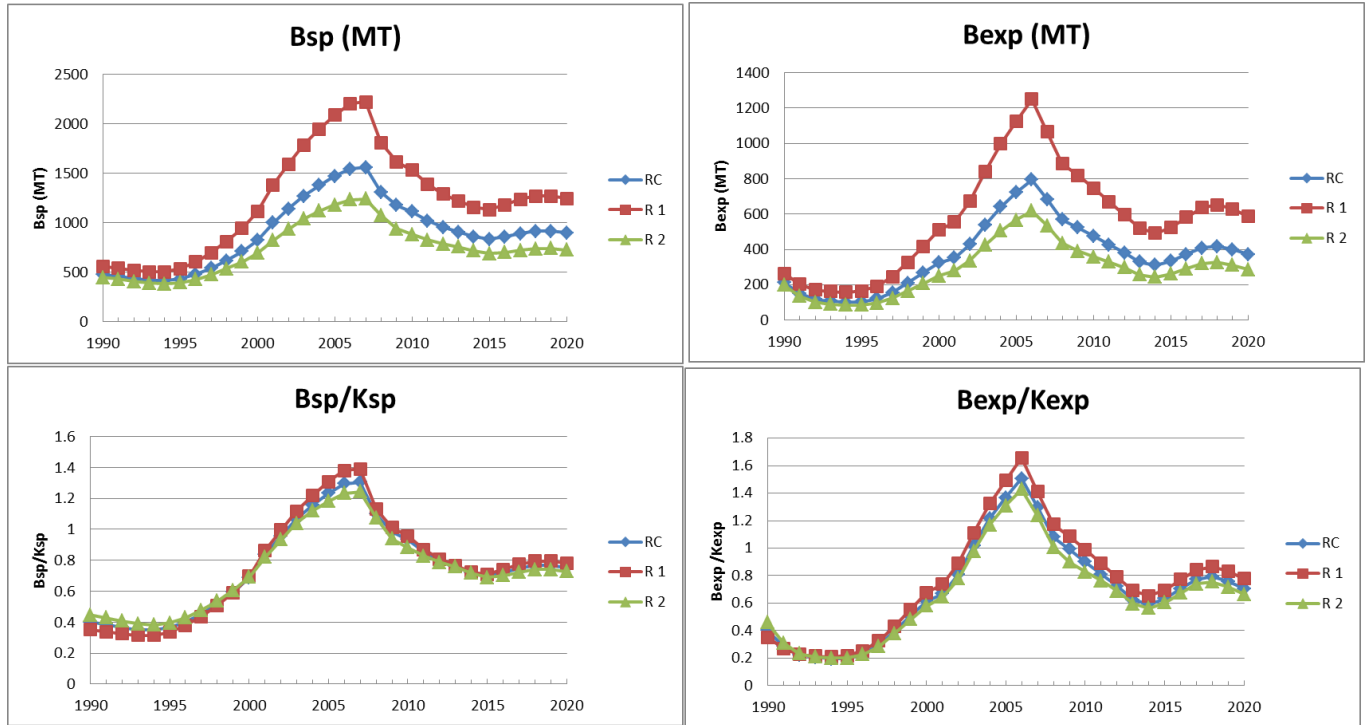 Bsp (MT)
2500
2000
1500
1000
500
0
Bsp (MT)
1990 1995 2000 2005 2010 2015 2020
RC
R 1
R 2
Bexp (MT)
1400
1200
1000
800
600
400
200
0
Bexp (MT)
1990 1995 2000 2005 2010 2015 2020
RC
R 1
R 2
Bsp/Ksp
1.6
1.4
1.2
1
0.8
0.6
0.4
0.2
0
Bsp/Ksp
1990 1995 2000 2005 2010 2015 2020
RC
R 1
R 2
Bexp/Kexp
1.8
1.6
1.4
1.2
1
0.8
0.6
0.4
0.2
0
Bexp /Kexp
1990 1995 2000 2005 2010 2015 2020
RC
R 1
R 2